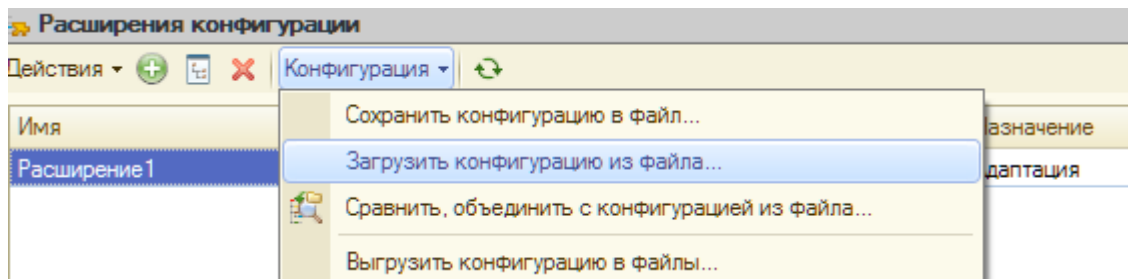 Расширения конфигурации
Действия
Конфигурация
Имя
Сохранить конфигурацию в файл...
Назначение
Расширение1
Загрузить конфигурацию из файла...
Адаптация
Сравнить, объединить с конфигурацией из файла...
Выгрузить конфигурацию в файлы...